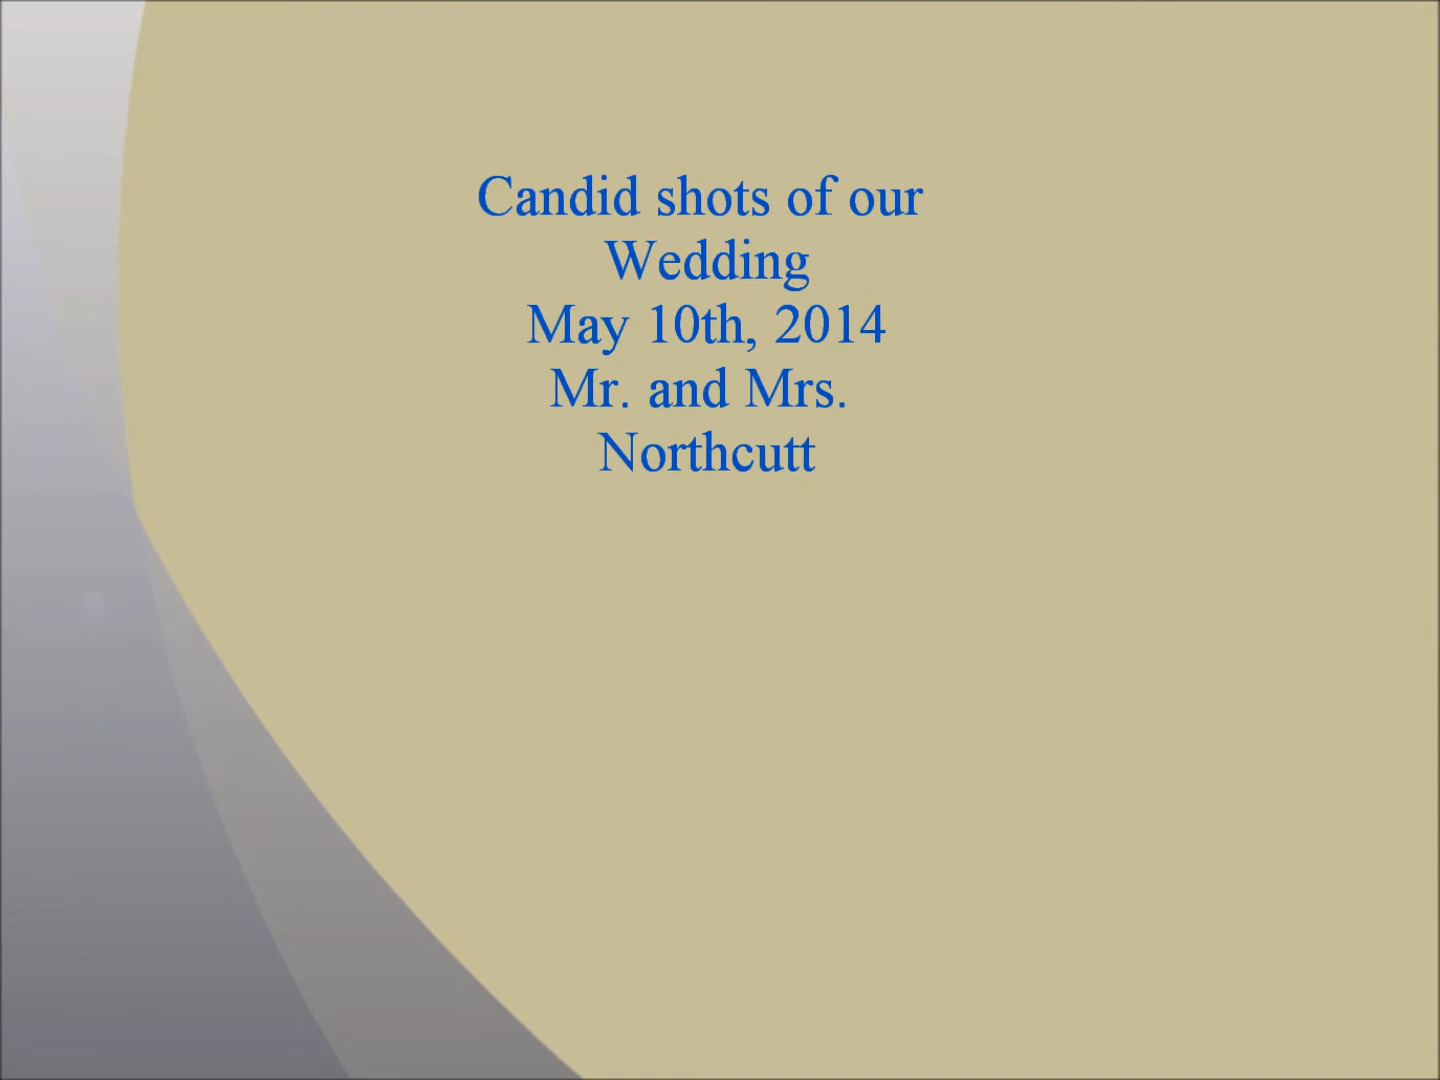 Candid shots of our
Wedding
May 10th, 2014
Mr. and Mrs.
Northcutt